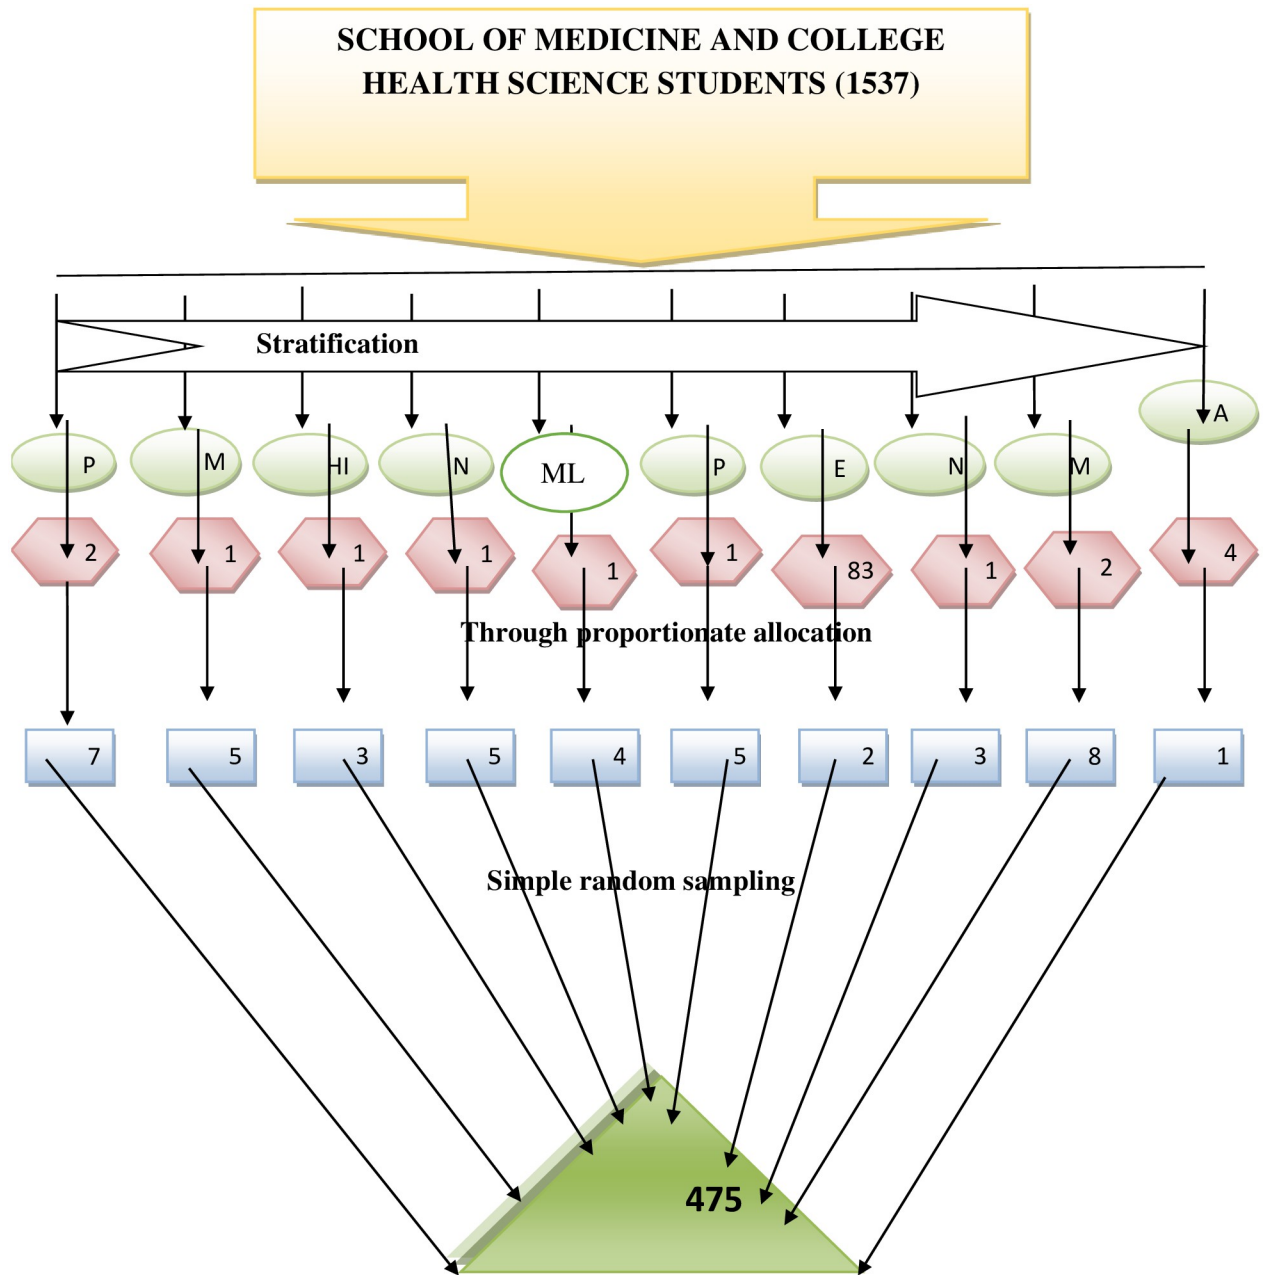 SCHOOL OF MEDICINE AND COLLEGE
HEALTH SCIENCE STUDENTS (1537)
Stratification
P M HI N ML P E N M A
2 1 1 1 1 1 83 1 2 4
Through proportionate allocation
7 5 3 5 4 5 2 3 8 1
Simple random sampling
475